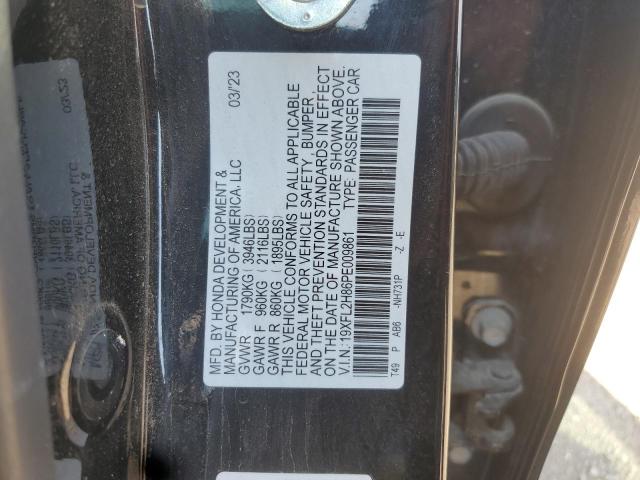 MFD. BY HONDA DEVELOPMENT & 03/'23
MANUFACTURING OF AMERICA, LLC
GVWR 1790KG (3946LBS)
GAWR F 960KG (2116LBS)
GAWR R 860KG (1895LBS)
THIS VEHICLE CONFORMS TO ALL APPLICABLE
FEDERAL MOTOR VEHICLE SAFETY, BUMPER
AND THEFT PREVENTION STANDARDS IN EFFECT
ON THE DATE OF MANUFACTURE SHOWN ABOVE.
V.I.N.: 19XFL2H86PE009861 TYPE: PASSENGER CAR
T49 P AB6 -NH731P -Z -E